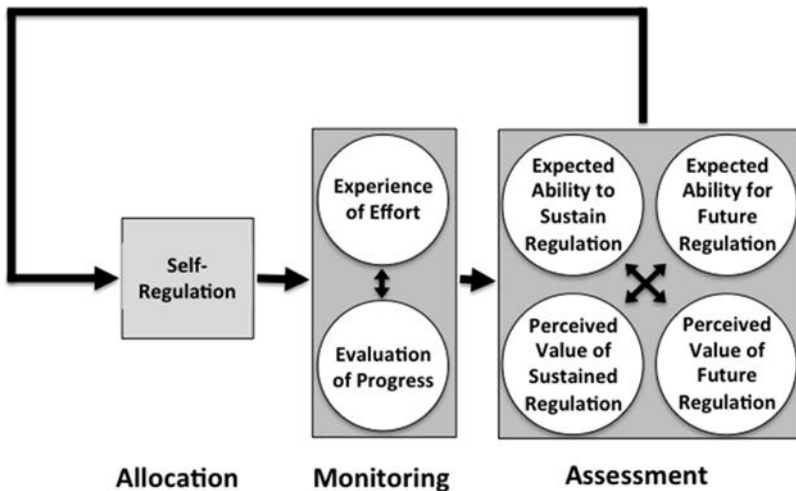 Self-
Regulation
Experience
of Effort
Evaluation
of Progress
Expected
Ability to
Sustain
Regulation
Expected
Ability for
Future
Regulation
Perceived
Value of
Sustained
Regulation
Perceived
Value of
Future
Regulation
Allocation
Monitoring
Assessment